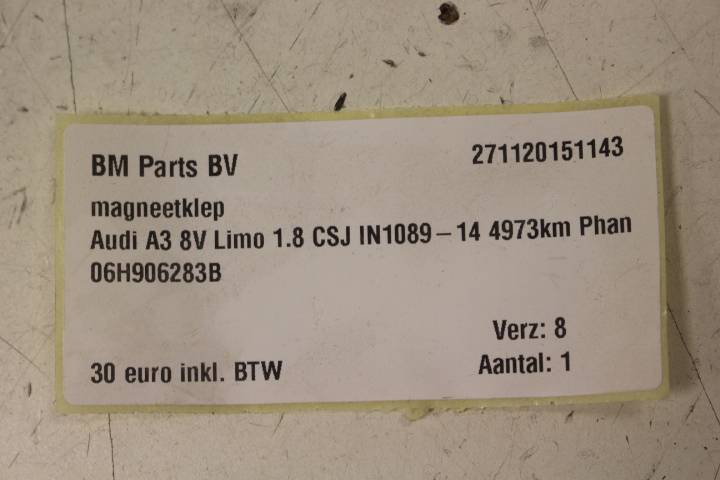 BM Parts BV 271120151143
magneetklep
Audi A3 8V Limo 1.8 CSJ IN1089-14 4973km Phan
06H906283B
Verz: 8
30 euro inkl. BTW Aantal: 1